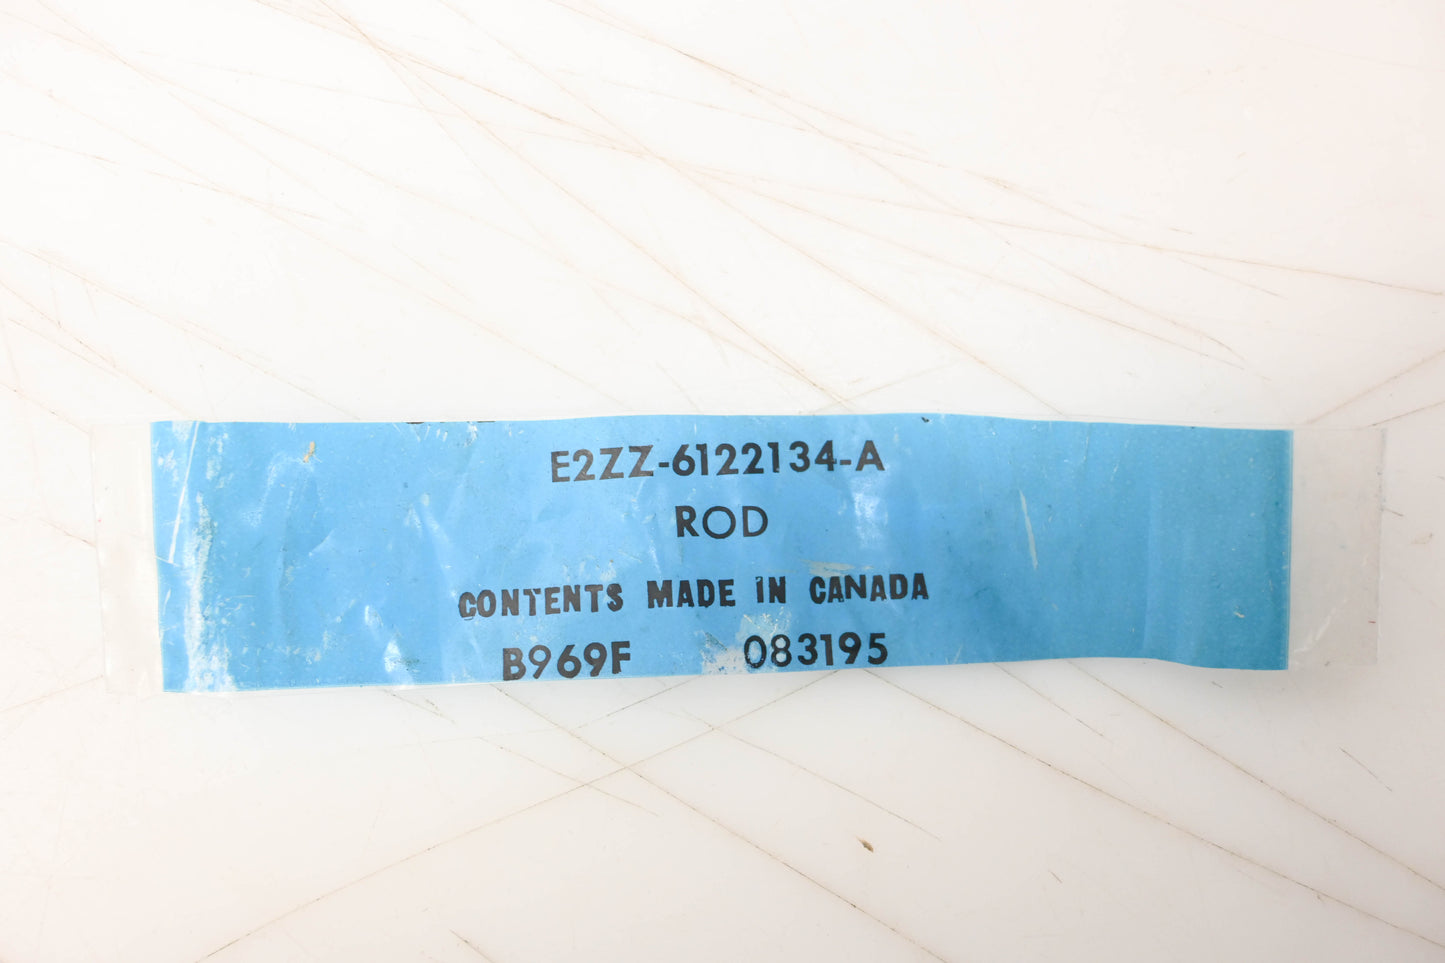 E2ZZ-6122134-A
ROD
CONTENTS MADE IN CANADA
B969F 083195